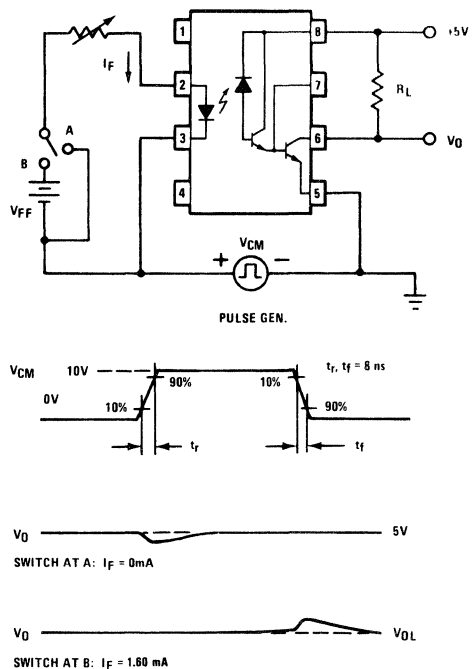 1
8
+5V
IF
2
7
RL
A
3
6
VO
B
4
5
VFF
VCM
+
−
PULSE GEN.
VCM 10V
90%
10%
tr, tf = 8 ns
0V
10%
90%
tr
tf
VO
5V
SWITCH AT A: IF = 0mA
VO
VOL
SWITCH AT B: IF = 1.60 mA